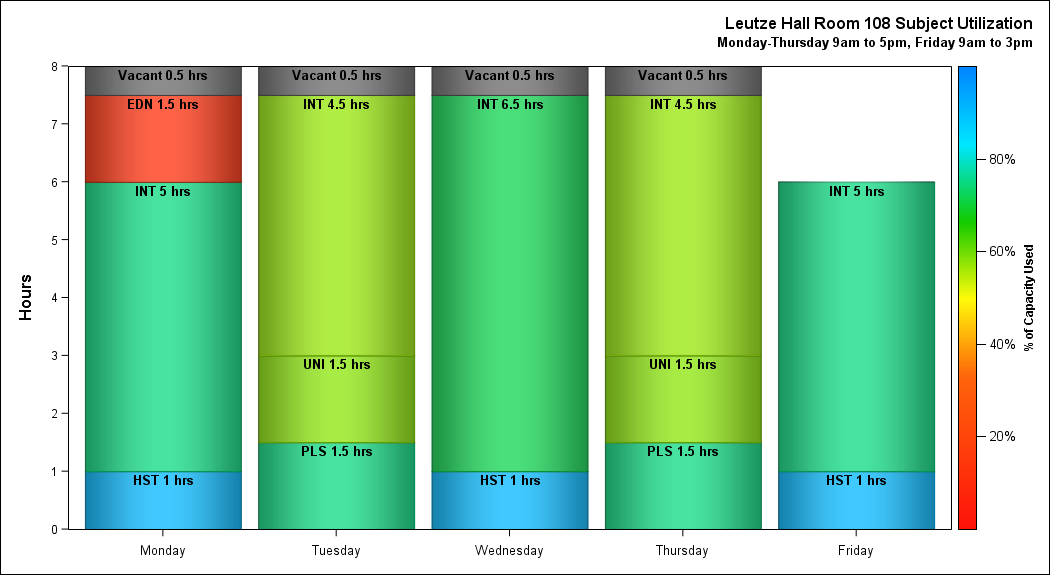 Leutze Hall Room 108 Subject Utilization
Monday-Thursday 9am to 5pm, Friday 9am to 3pm
8
7
6
5
4
3
2
1
0
Hours
Vacant 0.5 hrs
EDN 1.5 hrs
INT 5 hrs
HST 1 hrs
Vacant 0.5 hrs
INT 4.5 hrs
UNI 1.5 hrs
PLS 1.5 hrs
Vacant 0.5 hrs
INT 6.5 hrs
HST 1 hrs
Vacant 0.5 hrs
INT 4.5 hrs
UNI 1.5 hrs
PLS 1.5 hrs
INT 5 hrs
HST 1 hrs
Monday
Tuesday
Wednesday
Thursday
Friday
80%
60%
40%
20%
% of Capacity Used